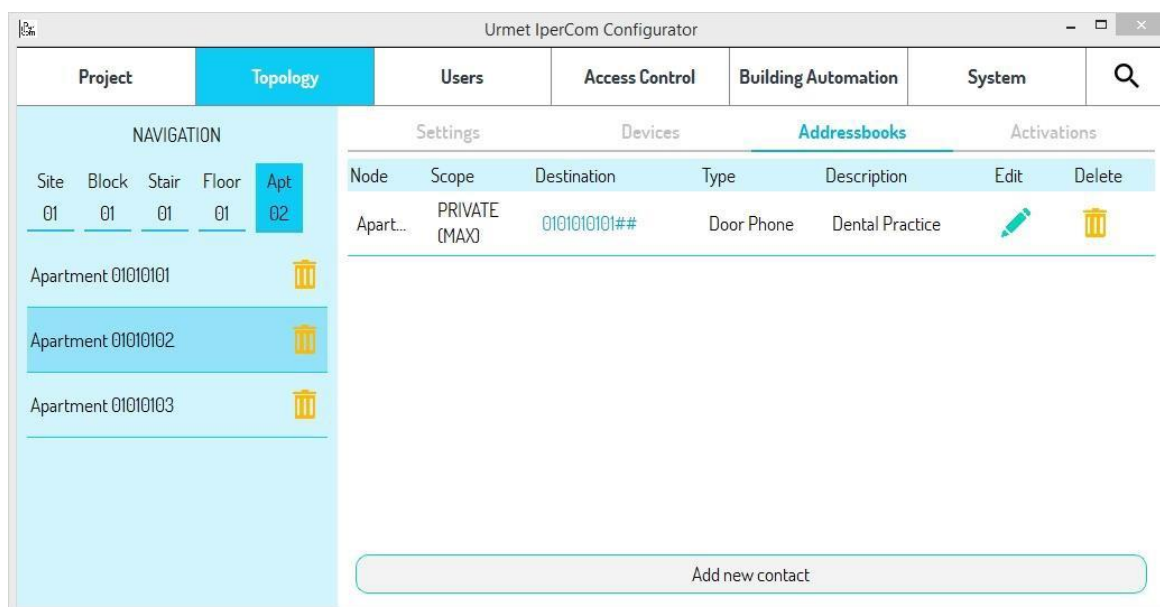 Urmet IperCom Configurator
Project Topology Users Access Control Building Automation System
NAVIGATION
Site Block Stair Floor Apt
01 01 01 01 02
Apartment 01010101
Apartment 01010102
Apartment 01010103
Settings Devices Addressbooks Activations
Node Scope Destination Type Description Edit Delete
Apart... PRIVATE (MAX) 0101010101## Door Phone Dental Practice
Add new contact